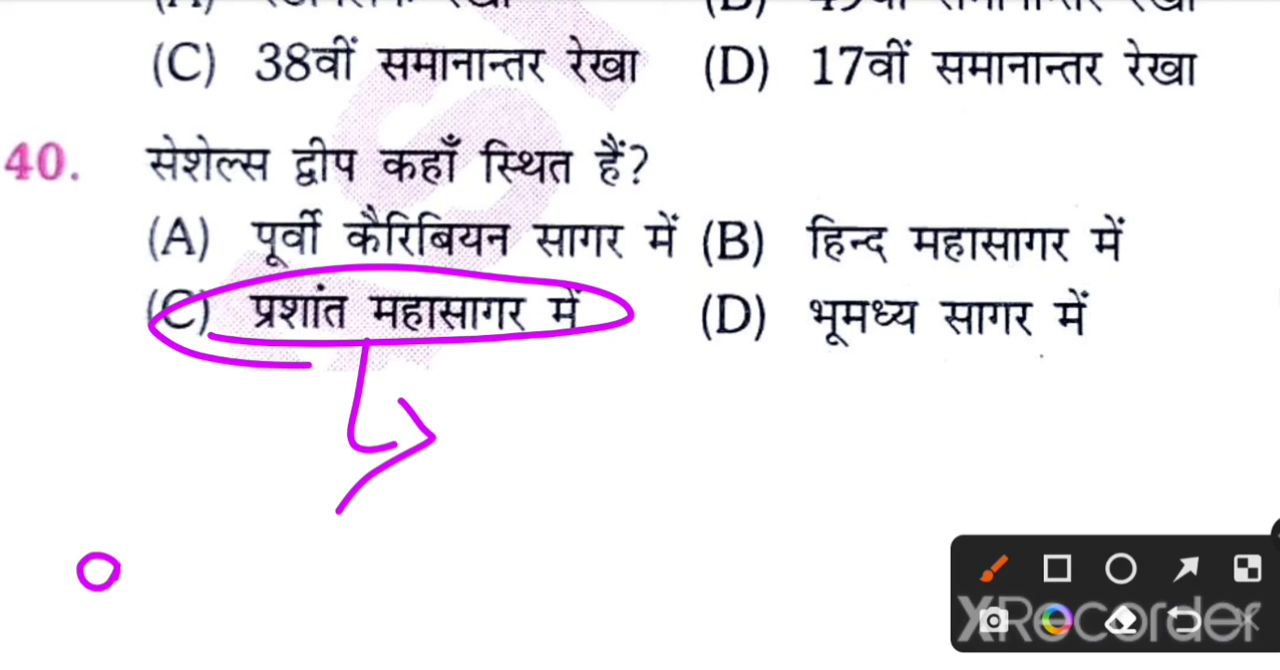 (C) 38वीं समानान्तर रेखा (D) 17वीं समानान्तर रेखा
40. सेशेल्स द्वीप कहाँ स्थित हैं?
(A) पूर्वी कैरिबियन सागर में (B) हिन्द महासागर में
(C) प्रशांत महासागर में (D) भूमध्य सागर में
XRecorder